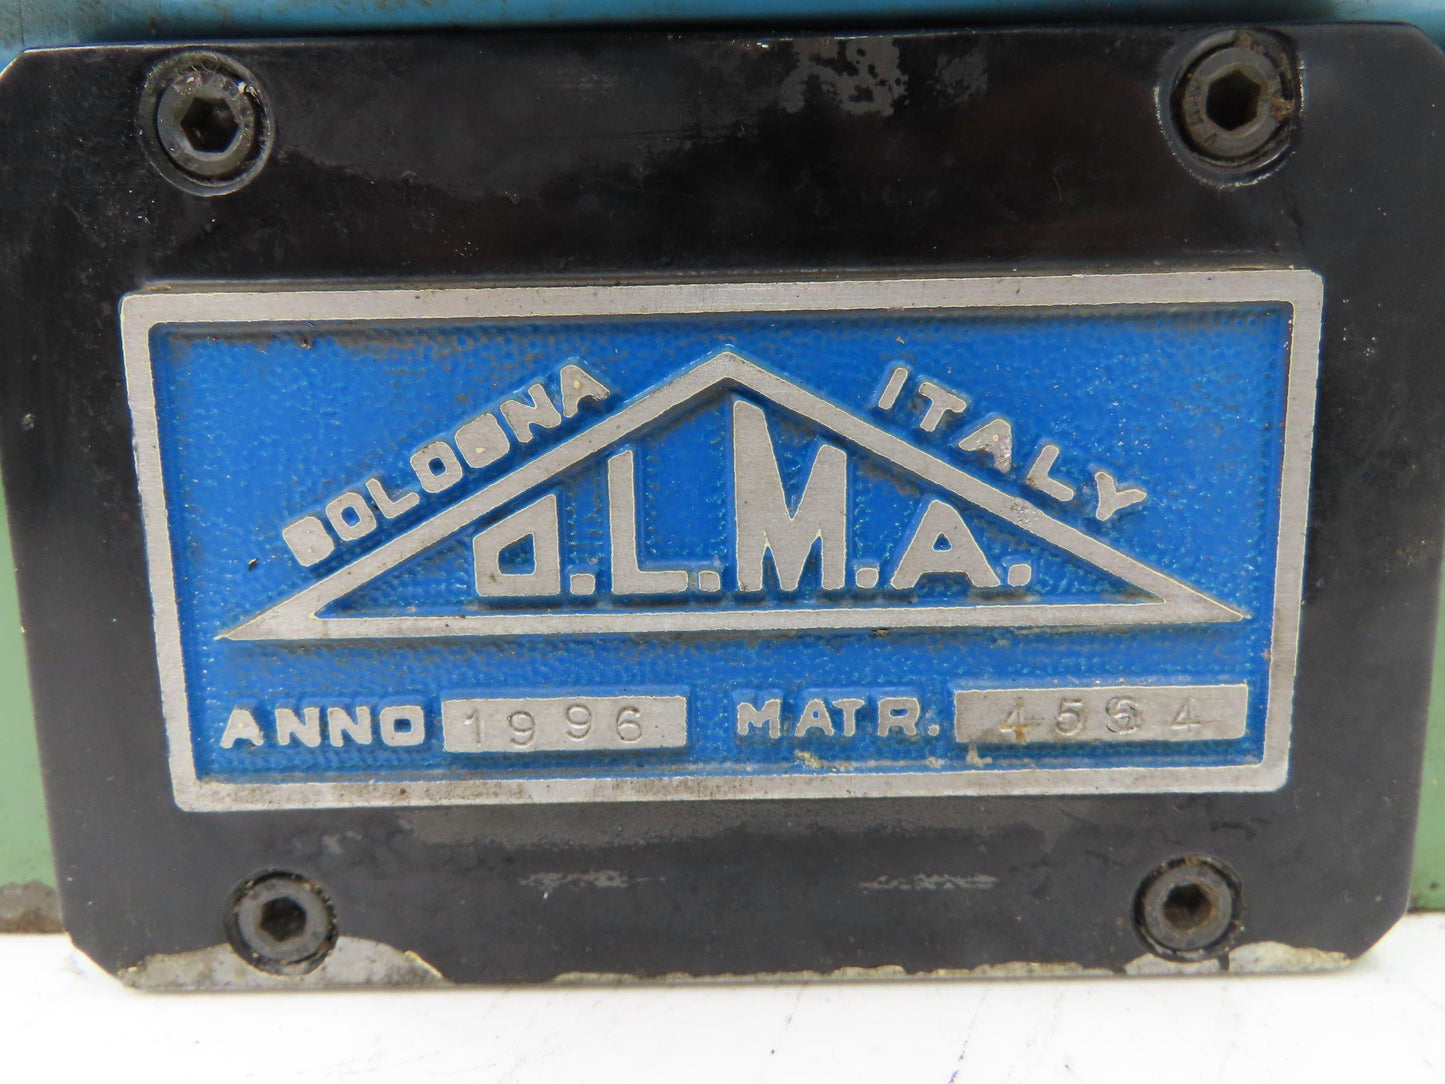 BOLOGNA ITALY
O.L.M.A.
ANNO 1996 MATR.